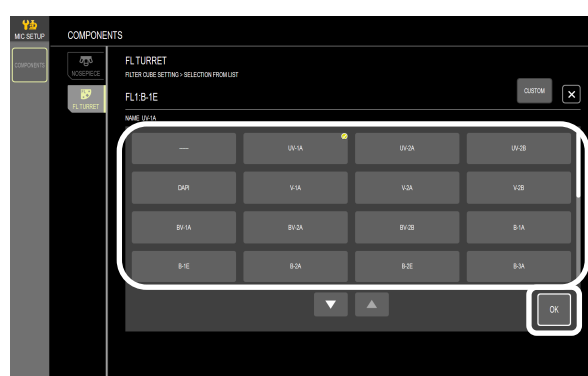 MIC SETUP
COMPONENTS
COMPONENTS
NOSEPIECE
FL TURRET
FL TURRET
FILTER CUBE SETTING > SELECTION FROM LIST
FL1:B-1E
CUSTOM
NAME UV-1A
— UV-1A UV-2A UV-2B
DAPI V-1A V-2A V-2B
BV-1A BV-2A BV-2B B-1A
B-1E B-2A B-2E B-3A
OK